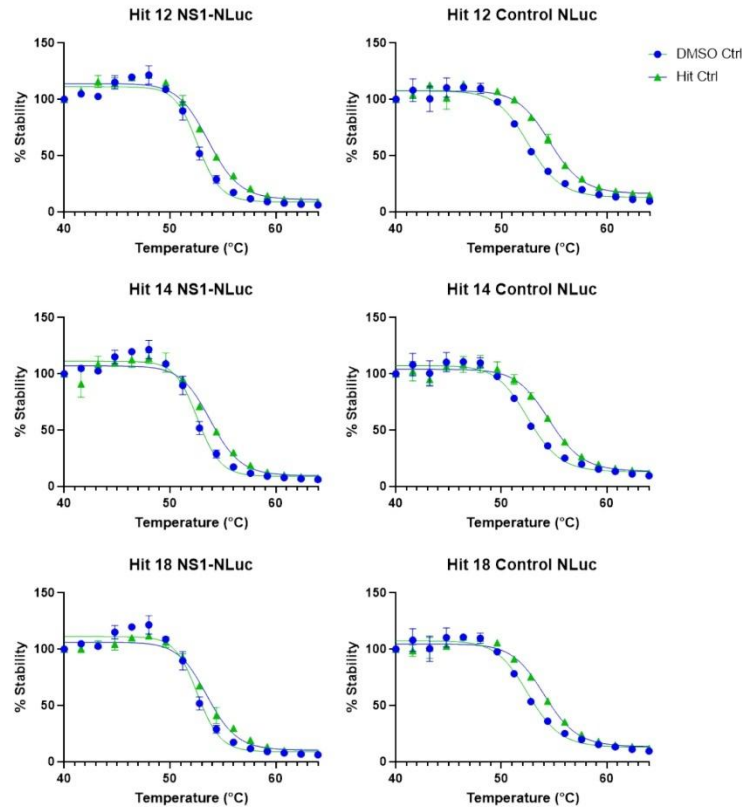 Hit 12 NS1-NLuc
150
100
50
0
% Stability
40
50
60
Temperature (°C)
Hit 12 Control NLuc
150
100
50
0
% Stability
40
50
60
Temperature (°C)
DMSO Ctrl
Hit Ctrl
Hit 14 NS1-NLuc
150
100
50
0
% Stability
40
50
60
Temperature (°C)
Hit 14 Control NLuc
150
100
50
0
% Stability
40
50
60
Temperature (°C)
Hit 18 NS1-NLuc
150
100
50
0
% Stability
40
50
60
Temperature (°C)
Hit 18 Control NLuc
150
100
50
0
% Stability
40
50
60
Temperature (°C)